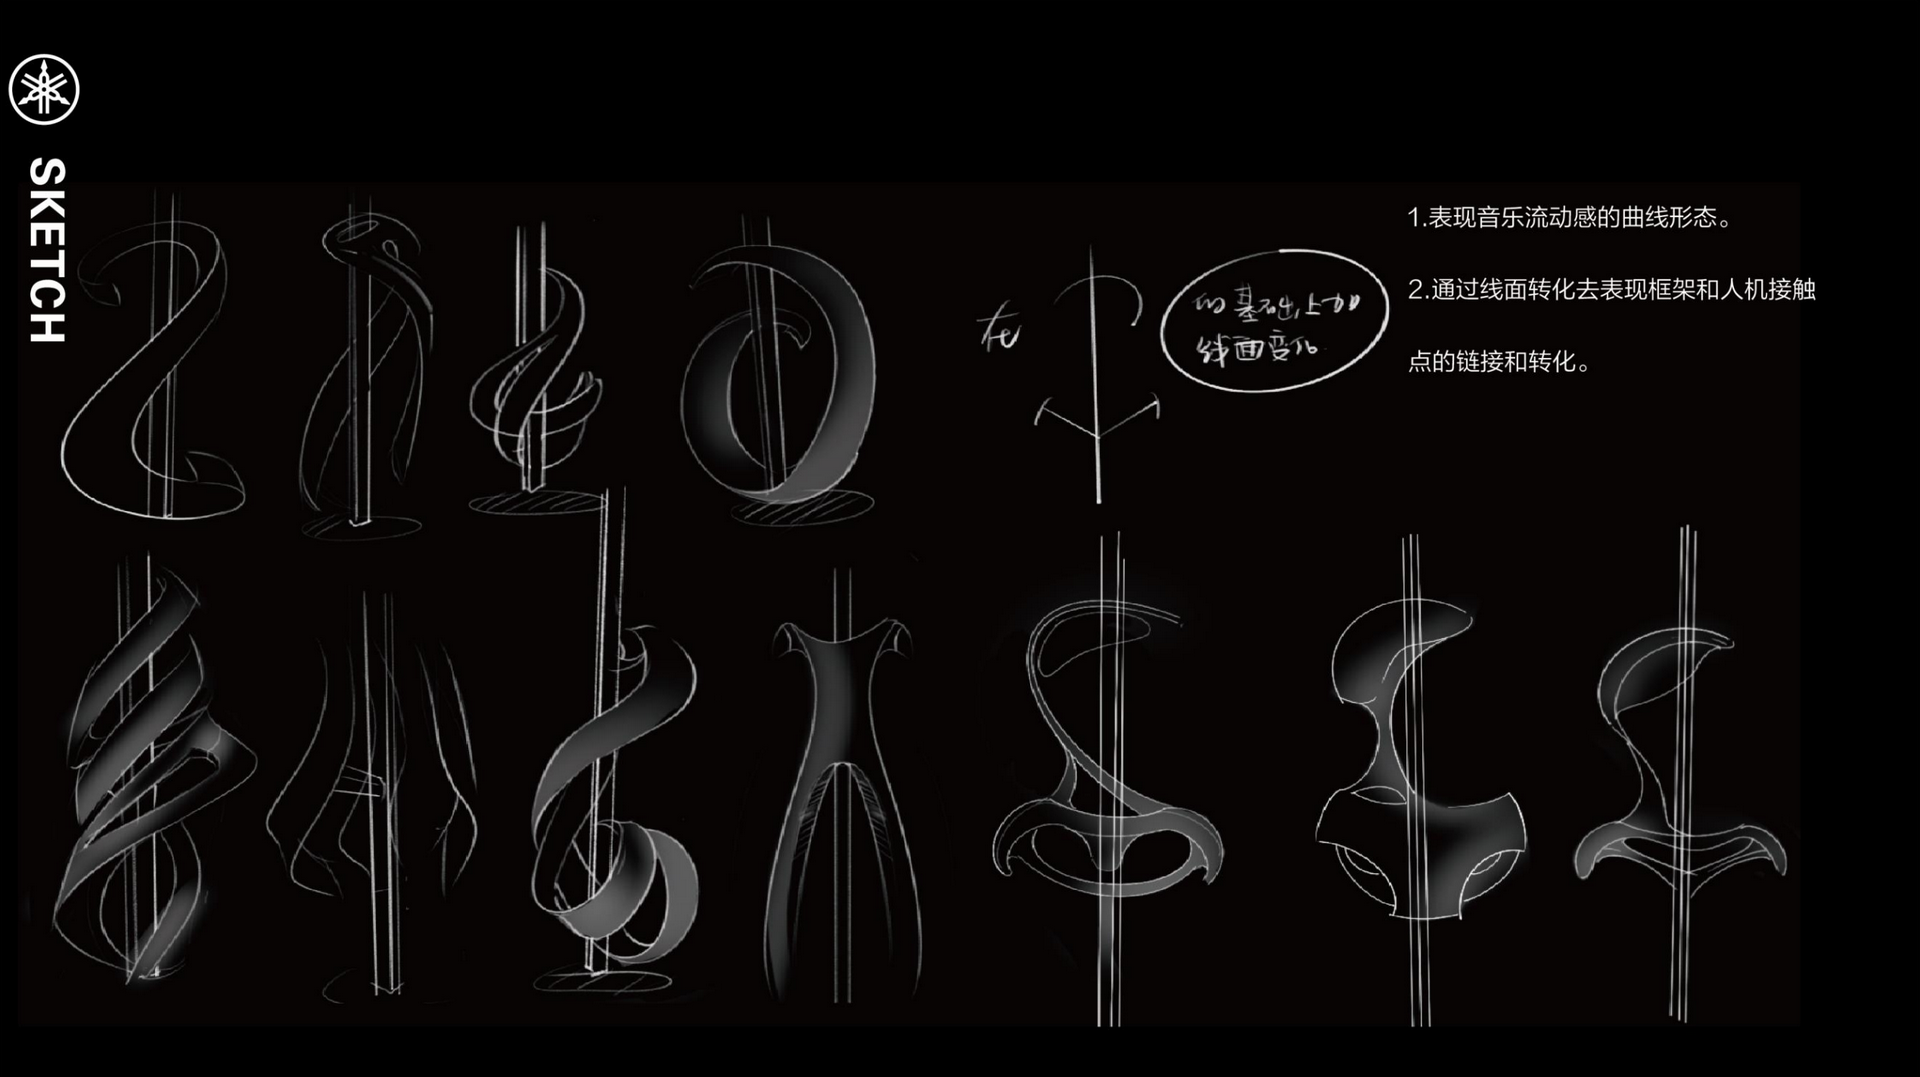 SKETCH
1.表现音乐流动感的曲线形态。
2.通过线面转化去表现框架和人机接触
点的链接和转化。
在
的基础上加
线面变化